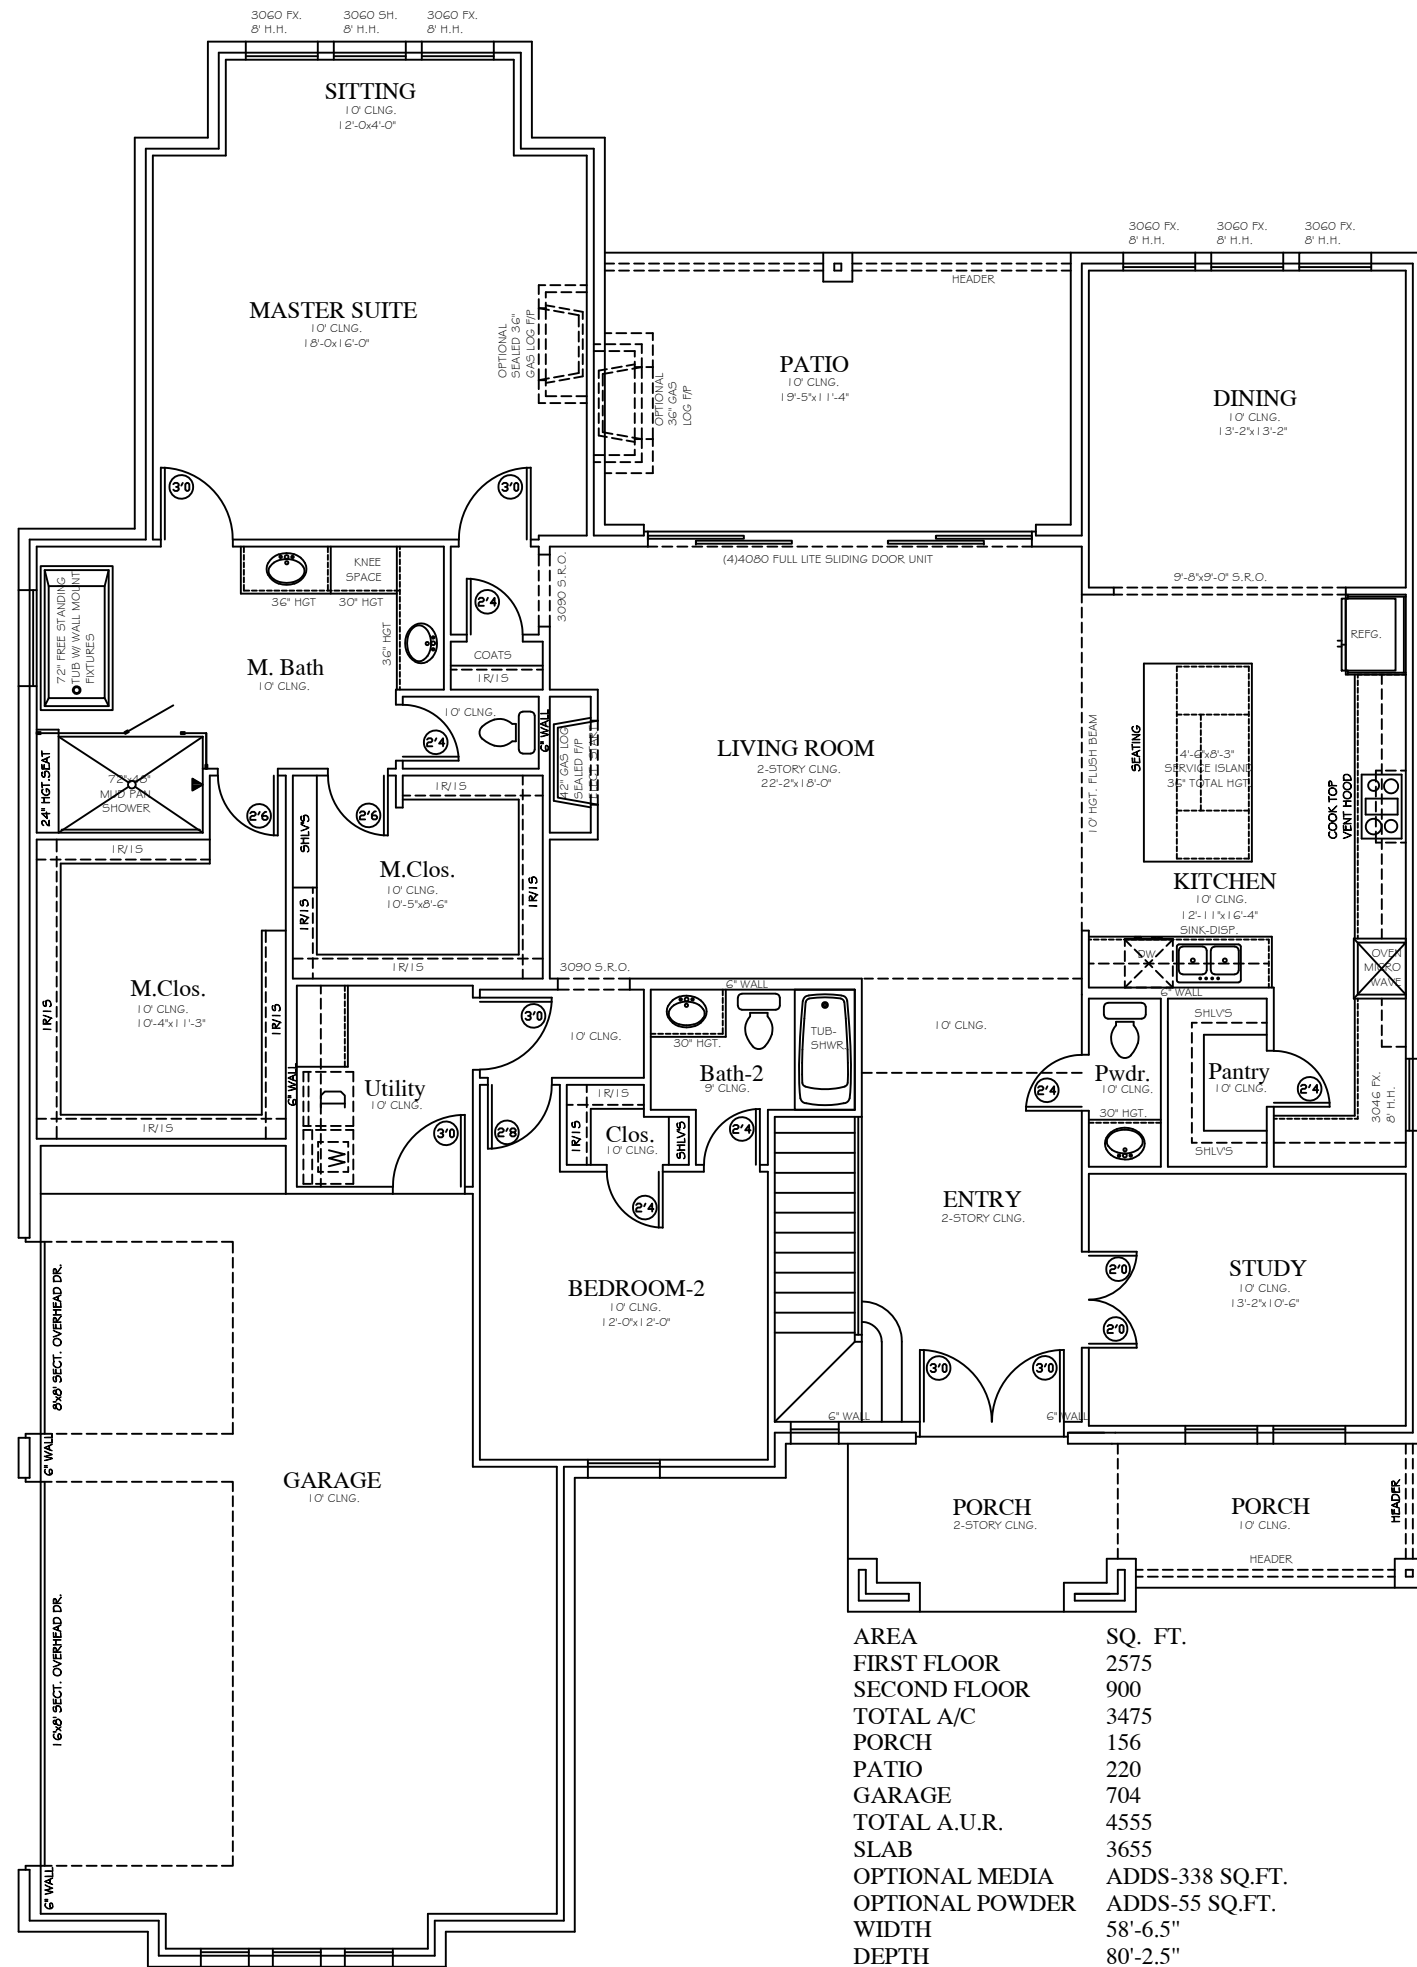 3060 FX.
8' H.H.
3060 SH.
8' H.H.
3060 FX.
8' H.H.
SITTING
10' CLNG.
12'-0x4'-0"
MASTER SUITE
10' CLNG.
18'-0x16'-0"
OPTIONAL
SEALED 36"
GAS LOG F/P
OPTIONAL
36" GAS
LOG F/P
3060 FX.
8' H.H.
3060 FX.
8' H.H.
3060 FX.
8' H.H.
HEADER
PATIO
10' CLNG.
19'-5"x11'-4"
DINING
10' CLNG.
13'-2"x13'-2"
3'0
3'0
(4)4080 FULL LITE SLIDING DOOR UNIT
9'-8"x9'-0" S.R.O.
3090 S.R.O.
KNEE
SPACE
36" HGT
30" HGT
36" HGT
72" FREE STANDING
TUB W/ WALL MOUNT
FIXTURES
2'4
COATS
1R/1S
M. Bath
10' CLNG.
10' CLNG.
2'4
6" WALL
REFG.
24" HGT.SEAT
72"x48"
MUD PAN
SHOWER
42" GAS LOG
SEALED F/P
LIVING ROOM
2-STORY CLNG.
22'-2"x18'-0"
10' HGT. FLUSH BEAM
SEATING
4'-6"x8'-3"
SERVICE ISLAND
36" TOTAL HGT
COOK TOP
VENT HOOD
KITCHEN
10' CLNG.
12'-11"x16'-4"
SINK-DISP.
DW
OVEN
MICRO
WAVE
6" WALL
2'6
2'6
1R/1S
SHLV'S
1R/1S
M.Clos.
10' CLNG.
10'-5"x8'-6"
1R/1S
1R/1S
1R/1S
M.Clos.
10' CLNG.
10'-4"x11'-3"
1R/1S
1R/1S
1R/1S
3090 S.R.O.
6" WALL
3'0
10' CLNG.
30" HGT.
TUB-
SHWR.
Bath-2
9' CLNG.
10' CLNG.
Pwdr.
10' CLNG.
30" HGT.
2'4
SHLV'S
Pantry
10' CLNG.
SHLV'S
2'4
3046 FX.
8' H.H.
6" WALL
Utility
10' CLNG.
D
W
3'0
2'8
1R/1S
1R/1S
Clos.
10' CLNG.
SHLV'S
2'4
2'4
ENTRY
2-STORY CLNG.
BEDROOM-2
10' CLNG.
12'-0"x12'-0"
STUDY
10' CLNG.
13'-2"x10'-6"
2'0
2'0
3'0
3'0
6" WALL
6" WALL
8x8' SECT. OVERHEAD DR.
6" WALL
GARAGE
10' CLNG.
16x8' SECT. OVERHEAD DR.
6" WALL
PORCH
2-STORY CLNG.
PORCH
10' CLNG.
HEADER
HEADER
AREA SQ. FT.
FIRST FLOOR 2575
SECOND FLOOR 900
TOTAL A/C 3475
PORCH 156
PATIO 220
GARAGE 704
TOTAL A.U.R. 4555
SLAB 3655
OPTIONAL MEDIA ADDS-338 SQ.FT.
OPTIONAL POWDER ADDS-55 SQ.FT.
WIDTH 58'-6.5"
DEPTH 80'-2.5"